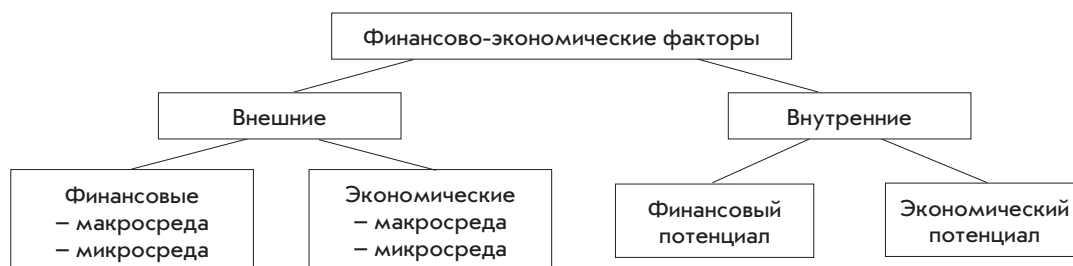 Финансово-экономические факторы
Внешние
Внутренние
Финансовые
– макросреда
– микросреда
Экономические
– макросреда
– микросреда
Финансовый
потенциал
Экономический
потенциал